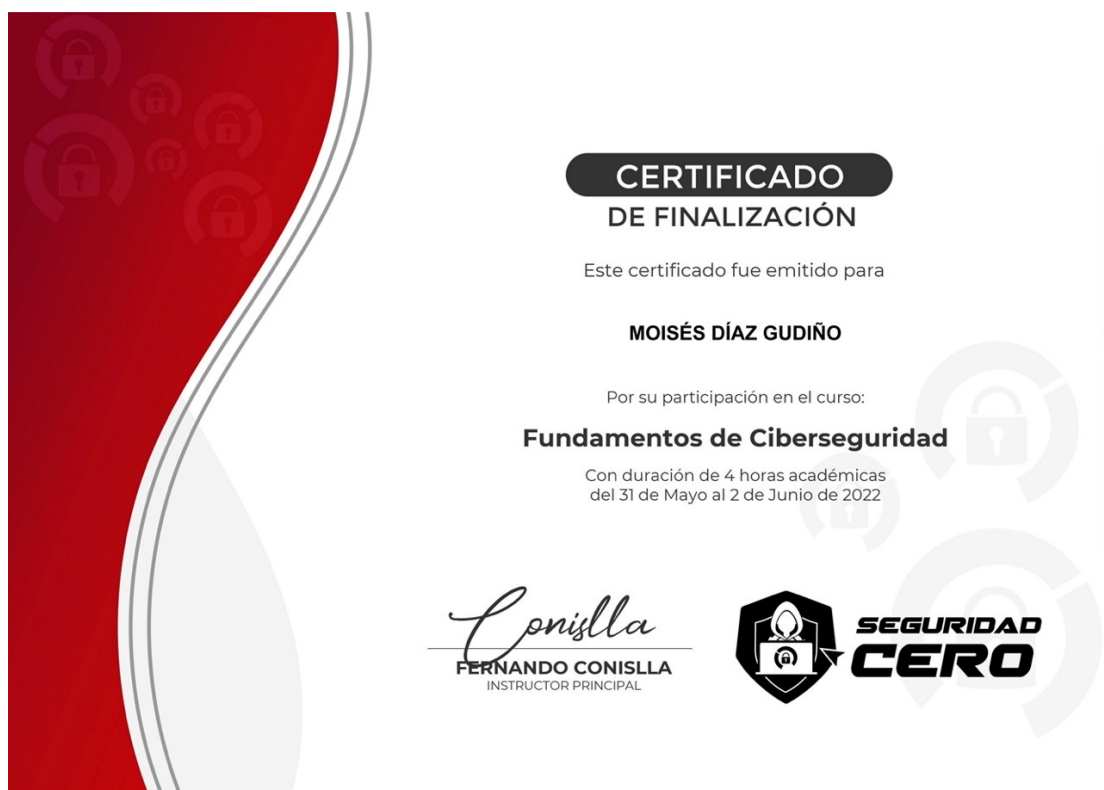 CERTIFICADO
DE FINALIZACIÓN
Este certificado fue emitido para
MOISÉS DÍAZ GUDIÑO
Por su participación en el curso:
Fundamentos de Ciberseguridad
Con duración de 4 horas académicas
del 31 de Mayo al 2 de Junio de 2022
Conislla
FERNANDO CONISLLA
INSTRUCTOR PRINCIPAL
SEGURIDAD
CERO